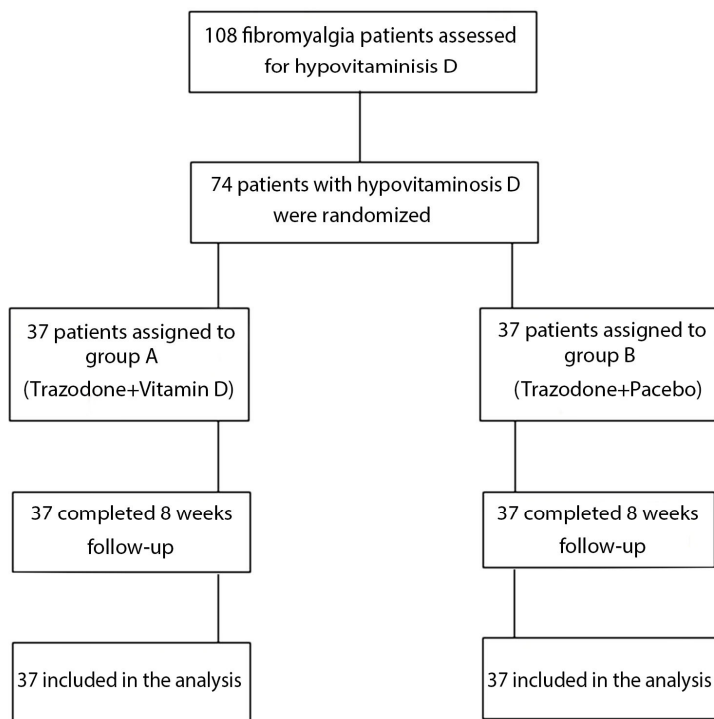 108 fibromyalgia patients assessed
for hypovitaminisis D
74 patients with hypovitaminosis D
were randomized
37 patients assigned to
group A
(Trazodone+Vitamin D)
37 patients assigned to
group B
(Trazodone+Pacebo)
37 completed 8 weeks
follow-up
37 completed 8 weeks
follow-up
37 included in the analysis
37 included in the analysis